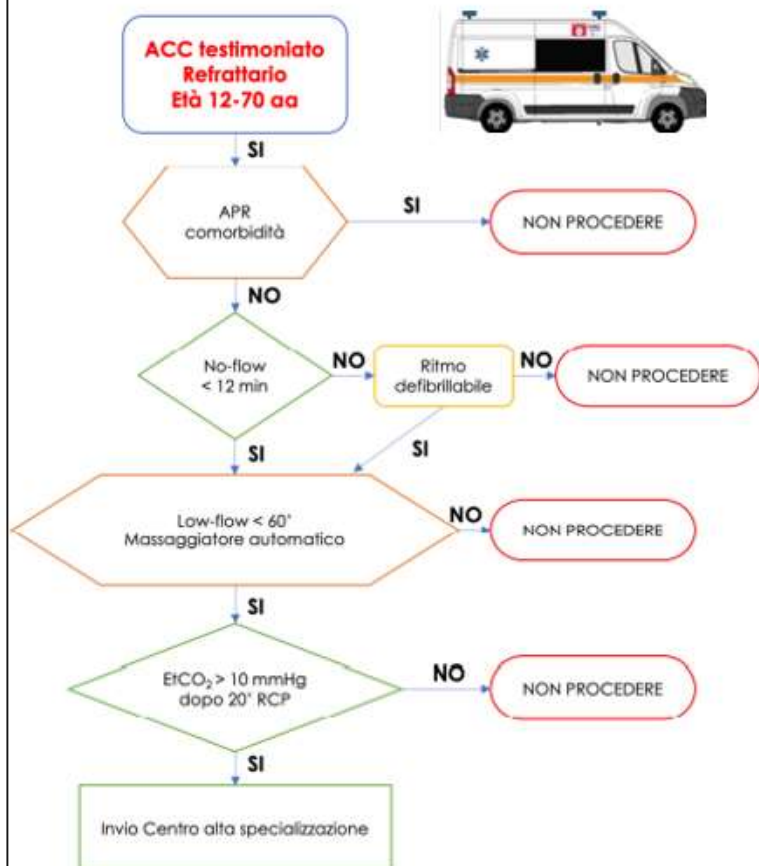 ACC testimoniato
Refrattario
Età 12-70 aa
SI
APR
comorbidità
SI
NON PROCEDERE
NO
No-flow
< 12 min
NO
Ritmo
defibrillabile
NO
NON PROCEDERE
SI
SI
Low-flow < 60'
Massaggiatore automatico
NO
NON PROCEDERE
SI
EtCO₂ > 10 mmHg
dopo 20' RCP
NO
NON PROCEDERE
SI
Invio Centro alta specializzazione